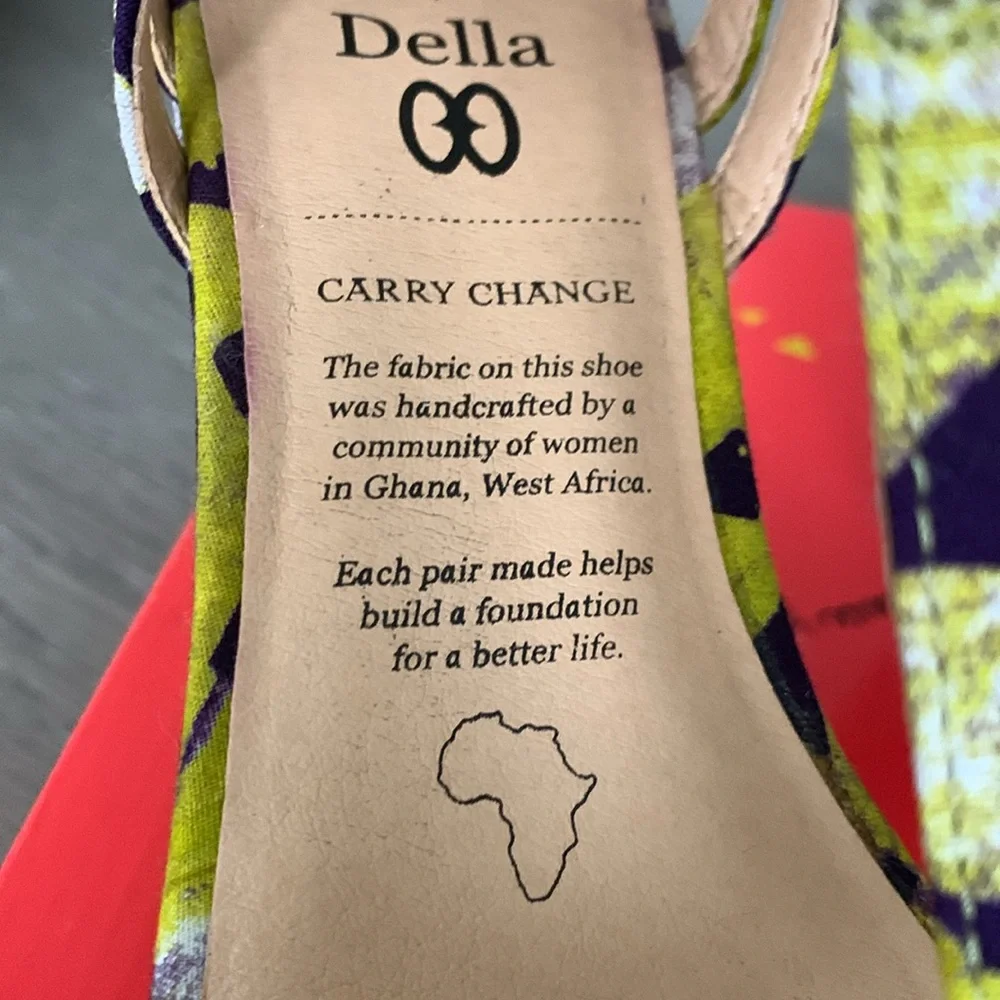 Della
CARRY CHANGE
The fabric on this shoe
was handcrafted by a
community of women
in Ghana, West Africa.
Each pair made helps
build a foundation
for a better life.